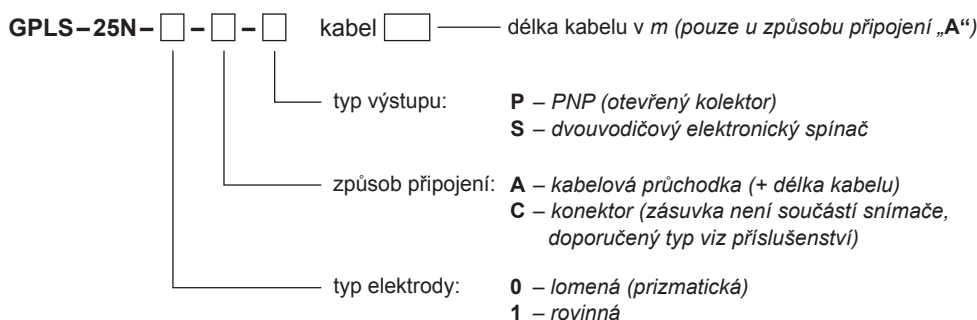 GPLS–25N– – – kabel délka kabelu v m (pouze u způsobu připojení „A“)
typ výstupu: P – PNP (otevřený kolektor)
S – dvouvodičový elektronický spínač
způsob připojení: A – kabelová průchodka (+ délka kabelu)
C – konektor (zásuvka není součástí snímače,
doporučený typ viz příslušenství)
typ elektrody: 0 – lomená (prizmatická)
1 – rovinná